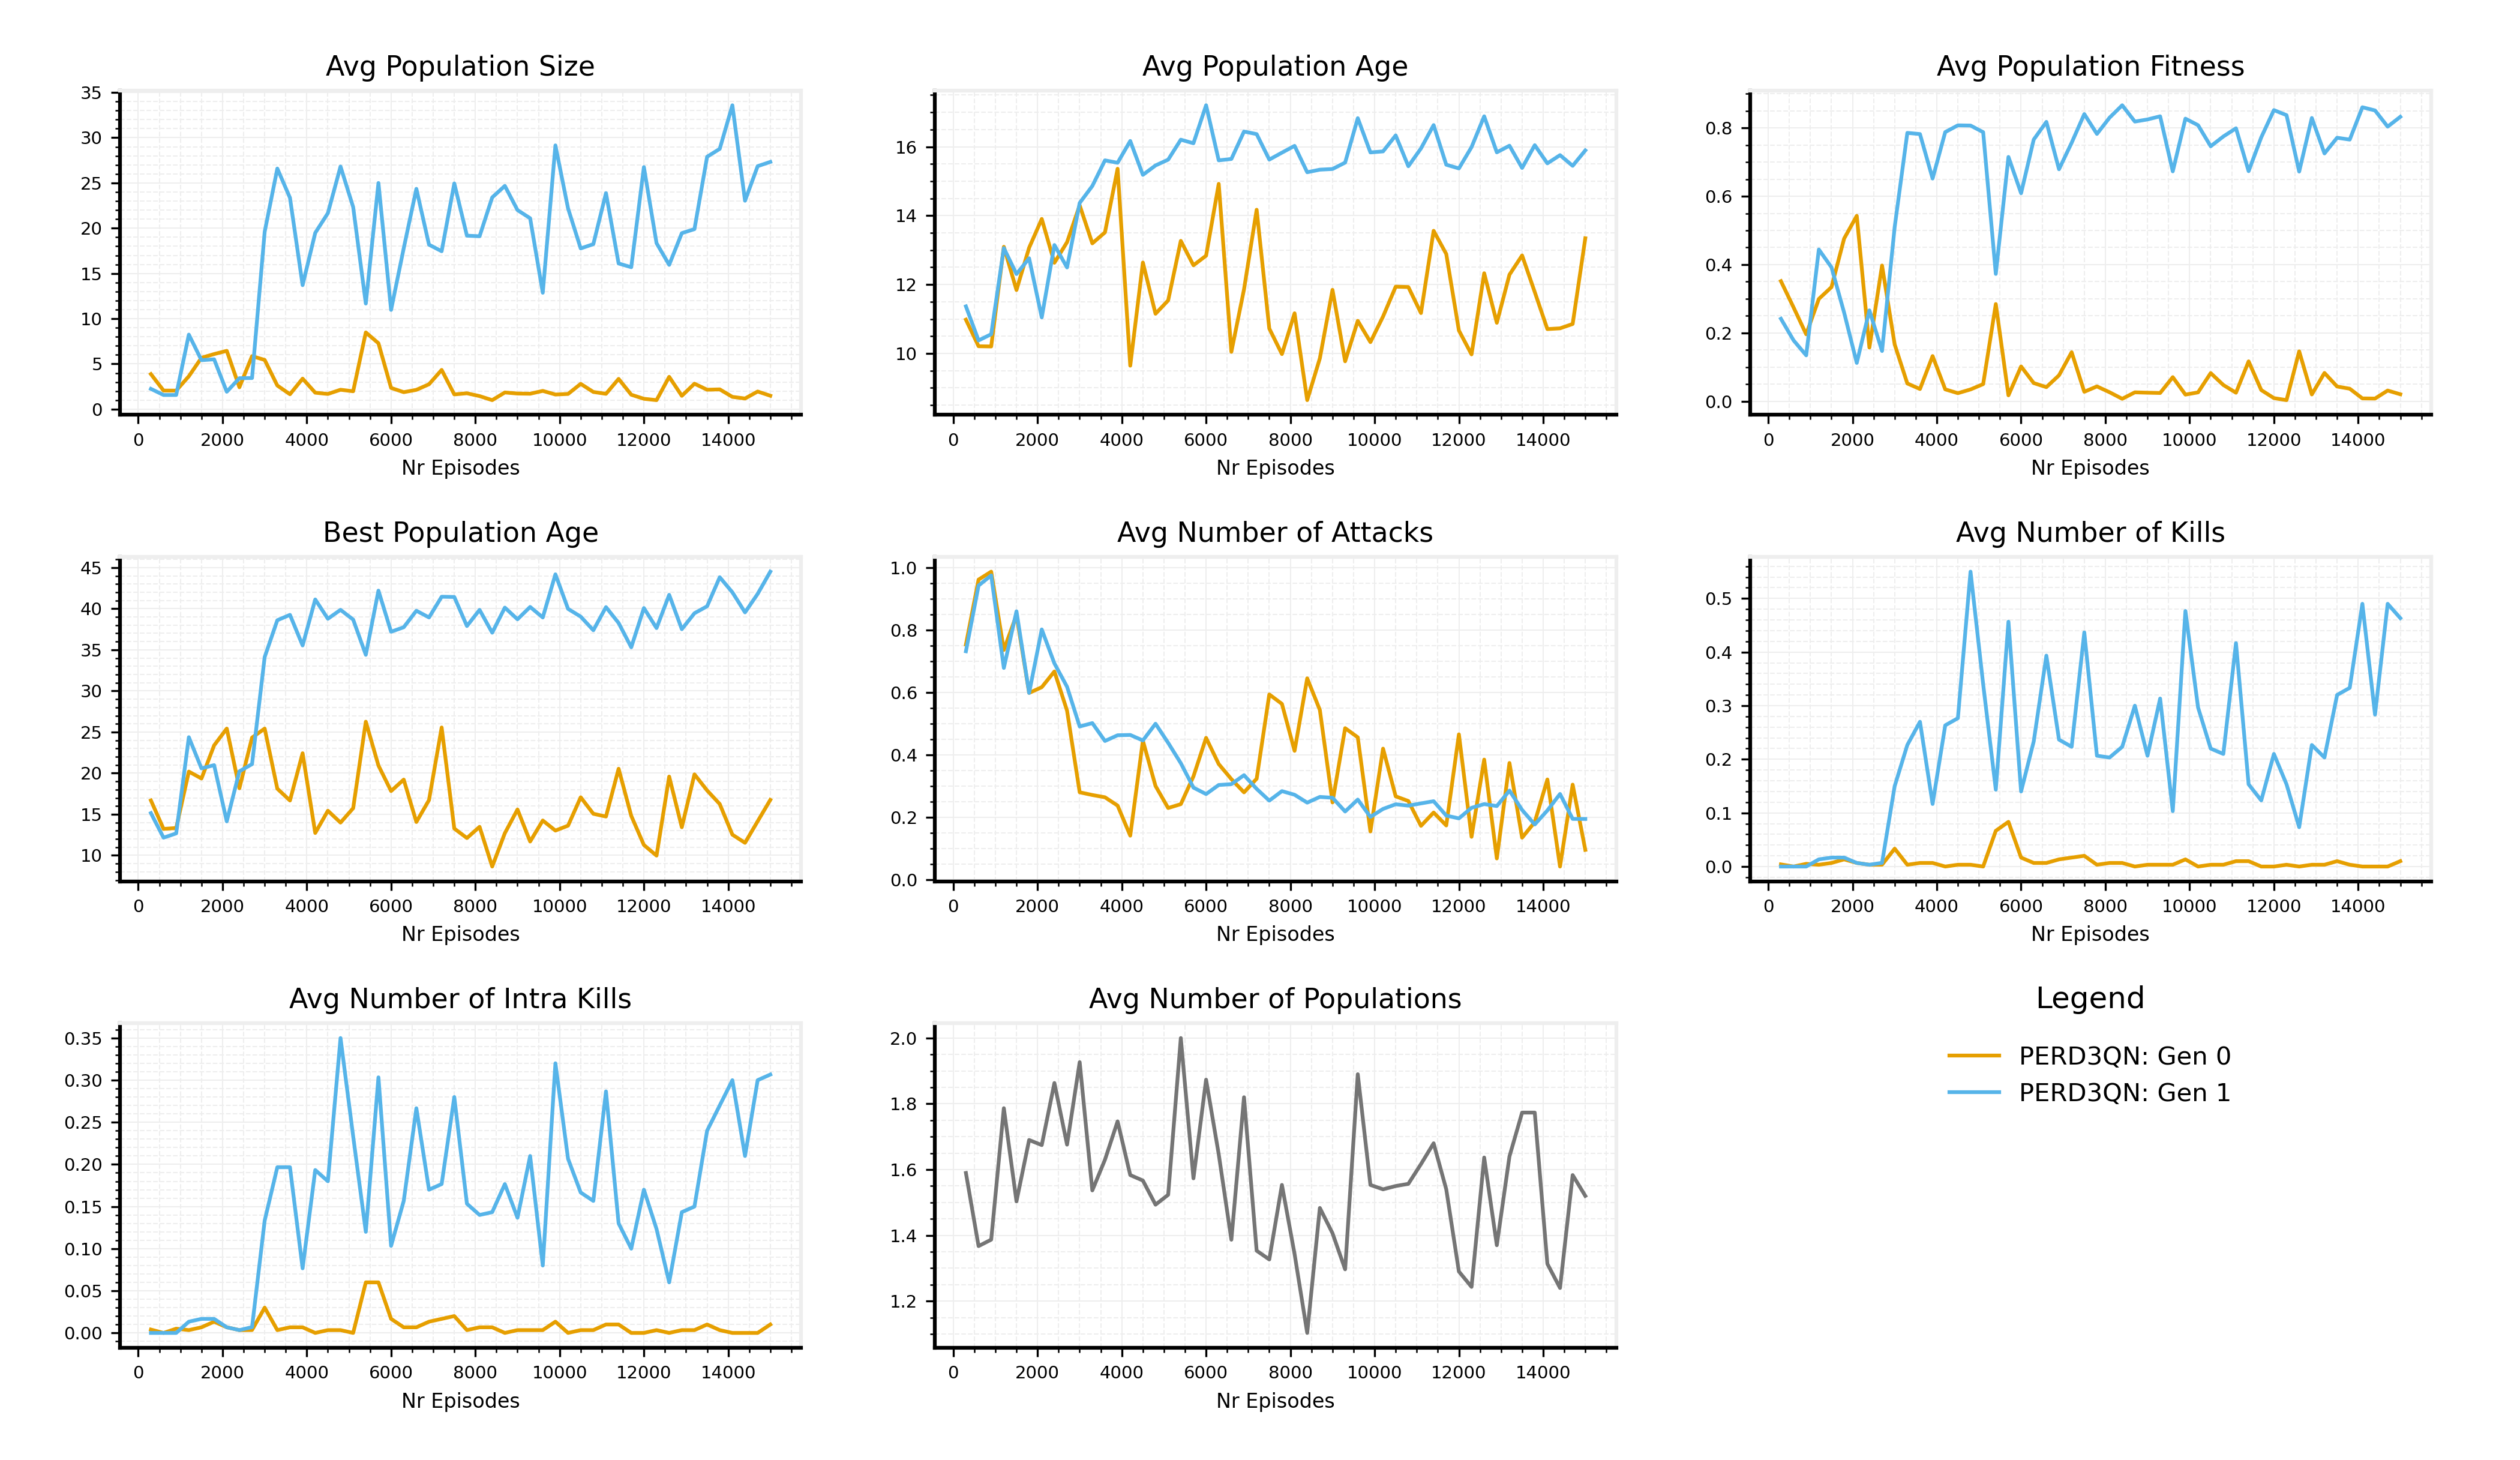 Avg Population Size
35
30
25
20
15
10
5
0
0 2000 4000 6000 8000 10000 12000 14000
Nr Episodes
Avg Population Age
16
14
12
10
0 2000 4000 6000 8000 10000 12000 14000
Nr Episodes
Avg Population Fitness
0.8
0.6
0.4
0.2
0.0
0 2000 4000 6000 8000 10000 12000 14000
Nr Episodes
Best Population Age
45
40
35
30
25
20
15
10
0 2000 4000 6000 8000 10000 12000 14000
Nr Episodes
Avg Number of Attacks
1.0
0.8
0.6
0.4
0.2
0.0
0 2000 4000 6000 8000 10000 12000 14000
Nr Episodes
Avg Number of Kills
0.5
0.4
0.3
0.2
0.1
0.0
0 2000 4000 6000 8000 10000 12000 14000
Nr Episodes
Avg Number of Intra Kills
0.35
0.30
0.25
0.20
0.15
0.10
0.05
0.00
0 2000 4000 6000 8000 10000 12000 14000
Nr Episodes
Avg Number of Populations
2.0
1.8
1.6
1.4
1.2
0 2000 4000 6000 8000 10000 12000 14000
Nr Episodes
Legend
PERD3QN: Gen 0
PERD3QN: Gen 1